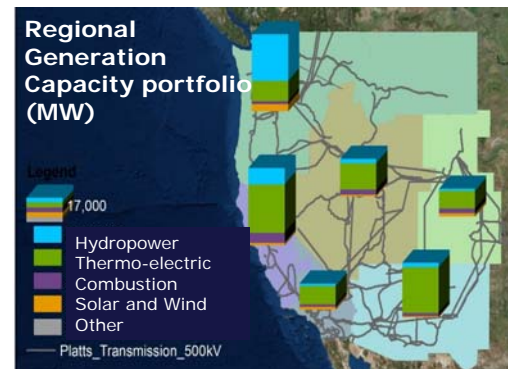 Regional
Generation
Capacity portfolio
(MW)
Legend
17,000
Hydropower
Thermo-electric
Combustion
Solar and Wind
Other
Platts_Transmission_500kV